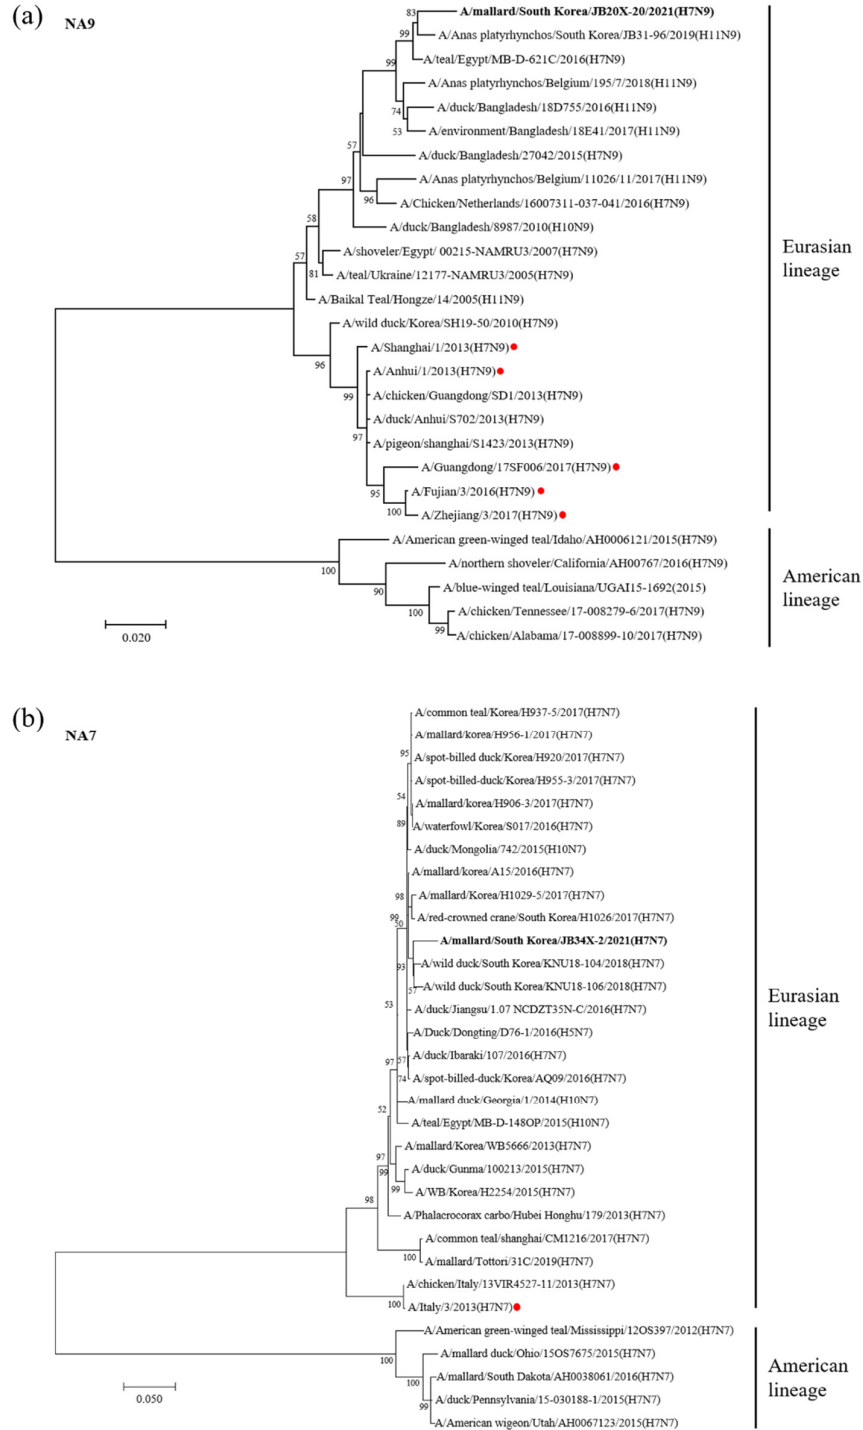 (a)
NA9
83
A/mallard/South Korea/JB20X-20/2021(H7N9)
99
A/Anas platyrhynchos/South Korea/JB31-96/2019(H11N9)
99
A/teal/Egypt/MB-D-621C/2016(H7N9)
A/Anas platyrhynchos/Belgium/195/7/2018(H11N9)
74
A/duck/Bangladesh/18D755/2016(H11N9)
53
A/environment/Bangladesh/18E41/2017(H11N9)
57
A/duck/Bangladesh/27042/2015(H7N9)
97
A/Anas platyrhynchos/Belgium/11026/11/2017(H11N9)
96
A/Chicken/Netherlands/16007311-037-041/2016(H7N9)
58
A/duck/Bangladesh/8987/2010(H10N9)
57
A/shoveler/Egypt/ 00215-NAMRU3/2007(H7N9)
81
A/teal/Ukraine/12177-NAMRU3/2005(H7N9)
A/Baikal Teal/Hongze/14/2005(H11N9)
A/wild duck/Korea/SH19-50/2010(H7N9)
96
A/Shanghai/1/2013(H7N9)
A/Anhui/1/2013(H7N9)
99
A/chicken/Guangdong/SD1/2013(H7N9)
A/duck/Anhui/S702/2013(H7N9)
97
A/pigeon/shanghai/S1423/2013(H7N9)
A/Guangdong/17SF006/2017(H7N9)
95
A/Fujian/3/2016(H7N9)
100
A/Zhejiang/3/2017(H7N9)
Eurasian
lineage
A/American green-winged teal/Idaho/AH0006121/2015(H7N9)
100
A/northern shoveler/California/AH00767/2016(H7N9)
90
A/blue-winged teal/Louisiana/UGAI15-1692(2015)
100
A/chicken/Tennessee/17-008279-6/2017(H7N9)
99
A/chicken/Alabama/17-008899-10/2017(H7N9)
American
lineage
0.020
(b)
NA7
A/common teal/Korea/H937-5/2017(H7N7)
A/mallard/korea/H956-1/2017(H7N7)
95
A/spot-billed duck/Korea/H920/2017(H7N7)
A/spot-billed-duck/Korea/H955-3/2017(H7N7)
54
A/mallard/korea/H906-3/2017(H7N7)
89
A/waterfowl/Korea/S017/2016(H7N7)
A/duck/Mongolia/742/2015(H10N7)
A/mallard/korea/A15/2016(H7N7)
98
A/mallard/Korea/H1029-5/2017(H7N7)
99
50
A/red-crowned crane/South Korea/H1026/2017(H7N7)
A/mallard/South Korea/JB34X-2/2021(H7N7)
93
A/wild duck/South Korea/KNU18-104/2018(H7N7)
57
A/wild duck/South Korea/KNU18-106/2018(H7N7)
53
A/duck/Jiangsu/1.07 NCDZT35N-C/2016(H7N7)
A/Duck/Dongting/D76-1/2016(H5N7)
97
57
A/duck/Ibaraki/107/2016(H7N7)
74
A/spot-billed-duck/Korea/AQ09/2016(H7N7)
A/mallard duck/Georgia/1/2014(H10N7)
52
A/teal/Egypt/MB-D-148OP/2015(H10N7)
A/mallard/Korea/WB5666/2013(H7N7)
97
99
A/duck/Gunma/100213/2015(H7N7)
99
A/WB/Korea/H2254/2015(H7N7)
98
A/Phalacrocorax carbo/Hubei Honghu/179/2013(H7N7)
A/common teal/shanghai/CM1216/2017(H7N7)
100
A/mallard/Tottori/31C/2019(H7N7)
A/chicken/Italy/13VIR4527-11/2013(H7N7)
100
A/Italy/3/2013(H7N7)
Eurasian
lineage
A/American green-winged teal/Mississippi/12OS397/2012(H7N7)
100
A/mallard duck/Ohio/15OS7675/2015(H7N7)
100
A/mallard/South Dakota/AH0038061/2016(H7N7)
A/duck/Pennsylvania/15-030188-1/2015(H7N7)
99
A/American wigeon/Utah/AH0067123/2015(H7N7)
American
lineage
0.050